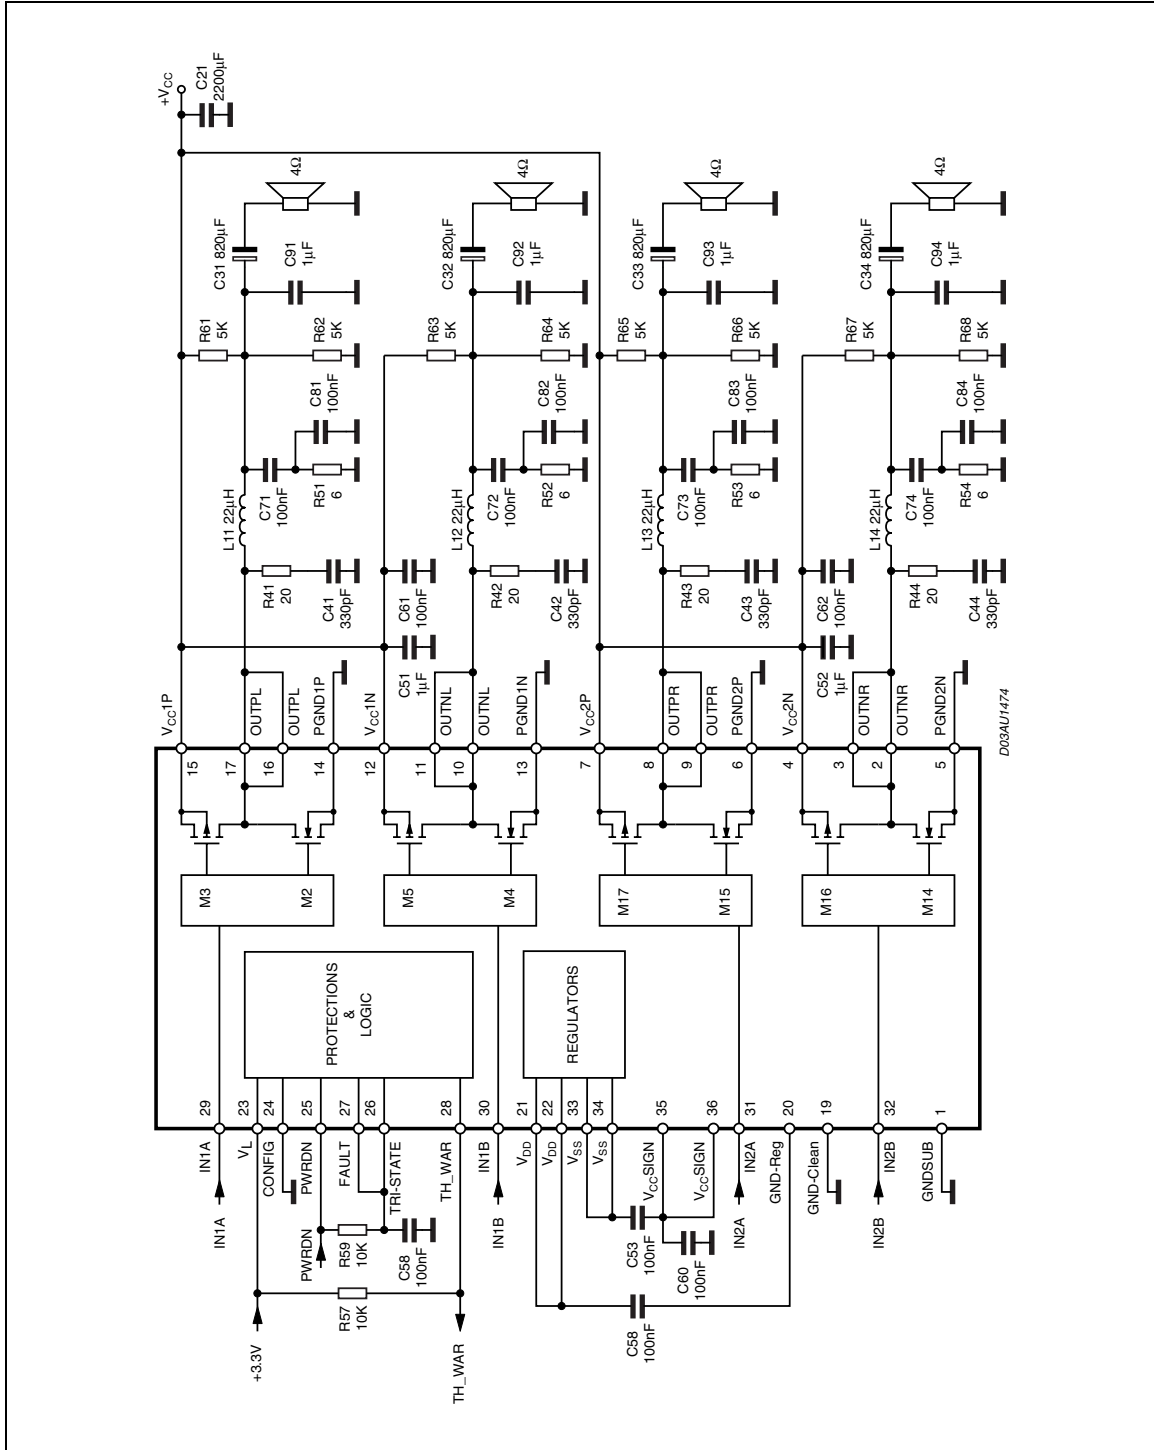 +VCC
C21
2200µF
4Ω
4Ω
4Ω
4Ω
C31 820µF
C91
1µF
C32 820µF
C92
1µF
C33 820µF
C93
1µF
C34 820µF
C94
1µF
R61
5K
R62
5K
R63
5K
R64
5K
R65
5K
R66
5K
R67
5K
R68
5K
C81
100nF
C82
100nF
C83
100nF
C84
100nF
L11 22µH
C71
100nF
R51
6
L12 22µH
C72
100nF
R52
6
L13 22µH
C73
100nF
R53
6
L14 22µH
C74
100nF
R54
6
R41
20
C41
330pF
C61
100nF
R42
20
C42
330pF
R43
20
C43
330pF
C62
100nF
R44
20
C44
330pF
C51
1µF
C52
1µF
VCC1P
OUTPL
OUTPL
PGND1P
VCC1N
OUTNL
OUTNL
PGND1N
VCC2P
OUTPR
OUTPR
PGND2P
VCC2N
OUTNR
OUTNR
PGND2N
D03AU1474
15
17
16
14
12
11
10
13
7
8
9
6
4
3
2
5
M3
M2
M5
M4
M17
M15
M16
M14
PROTECTIONS
&
LOGIC
REGULATORS
29
23
24
25
27
26
28
30
21
22
33
34
35
36
31
20
19
32
1
IN1A
VL
CONFIG
PWRDN
FAULT
TRI-STATE
TH_WAR
IN1B
VDD
VDD
VSS
VSS
VCCSIGN
VCCSIGN
IN2A
GND-Reg
GND-Clean
IN2B
GNDSUB
IN1A
PWRDN
R59
10K
C58
100nF
IN1B
C53
100nF
C60
100nF
IN2A
IN2B
+3.3V
R57
10K
TH_WAR
C58
100nF